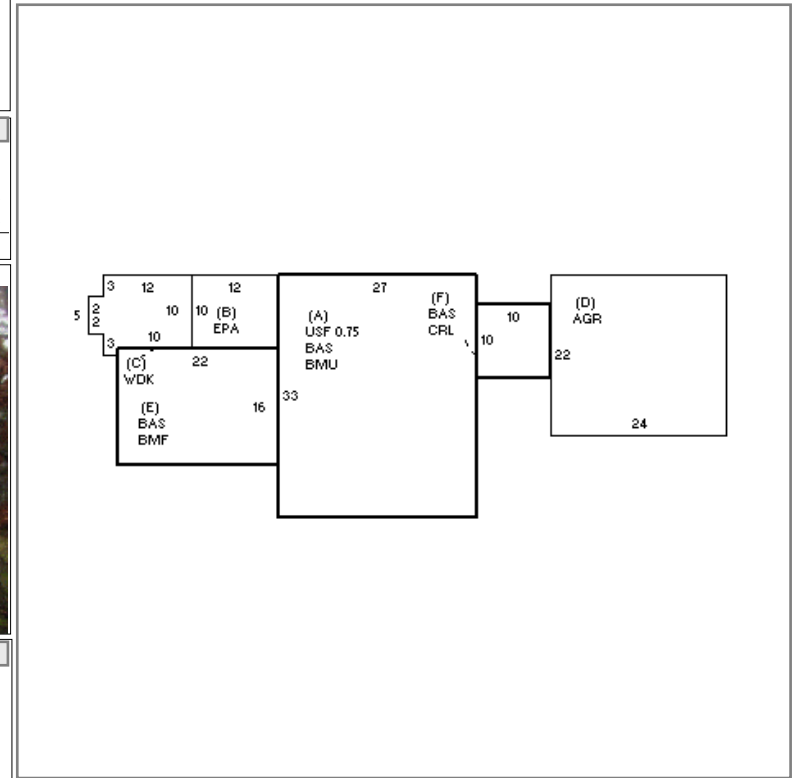 3
12
12
27
10
10
(B)
EPA
5
2
2
3
10
(A)
USF 0.75
BAS
BMU
(F)
BAS
CRL
10
10
(D)
AGR
22
24
(C)
WDK
22
16
33
(E)
BAS
BMF